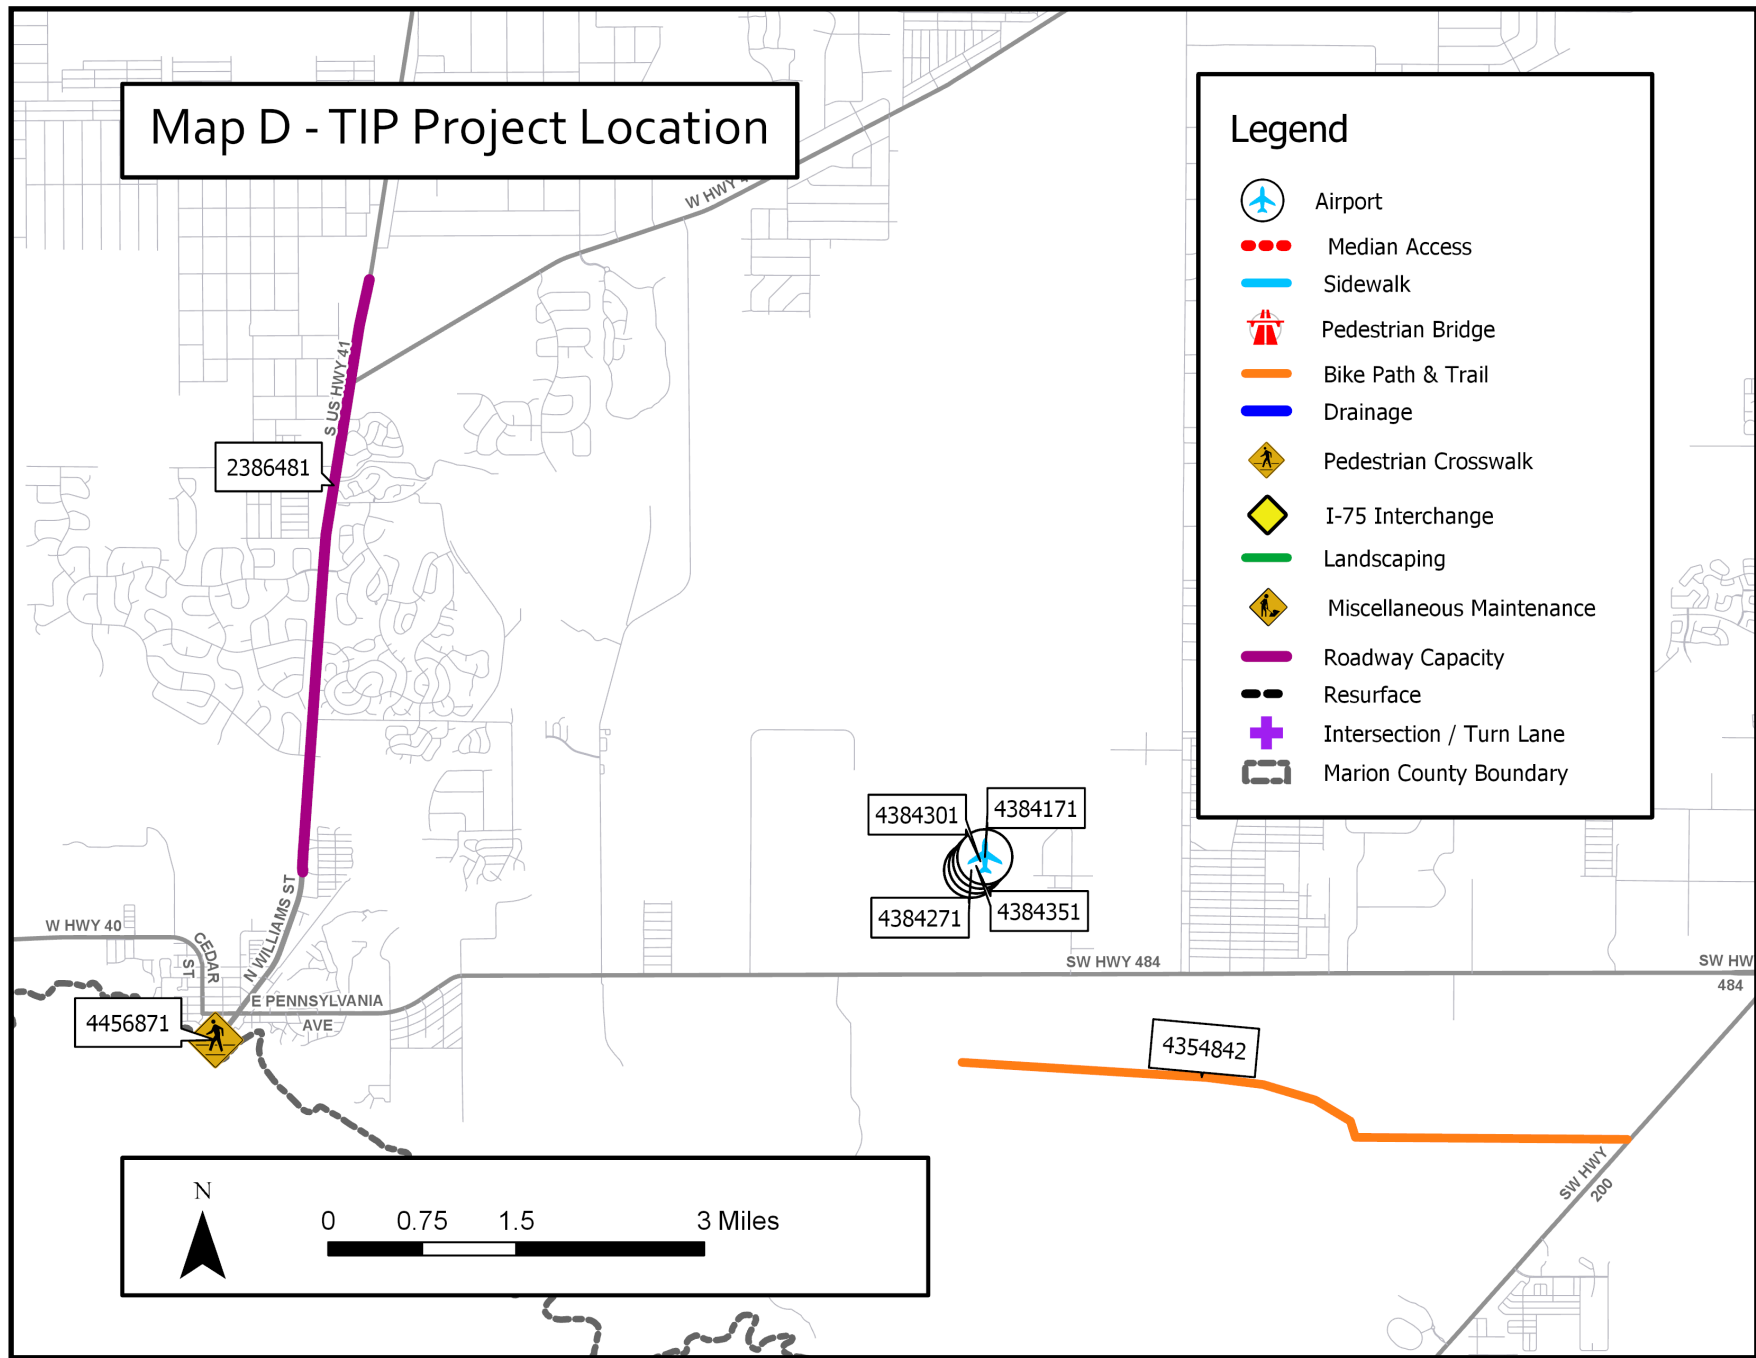 Map D - TIP Project Location
Legend
Airport
Median Access
Sidewalk
Pedestrian Bridge
Bike Path & Trail
Drainage
Pedestrian Crosswalk
I-75 Interchange
Landscaping
Miscellaneous Maintenance
Roadway Capacity
Resurface
Intersection / Turn Lane
Marion County Boundary
W HWY
S US HWY 41
2386481
4384301
4384171
4384271
4384351
W HWY 40
CEDAR
ST
N WILLIAMS ST
E PENNSYLVANIA
AVE
4456871
SW HWY 484
SW HW
484
4354842
SW HWY
200
N
0 0.75 1.5 3 Miles